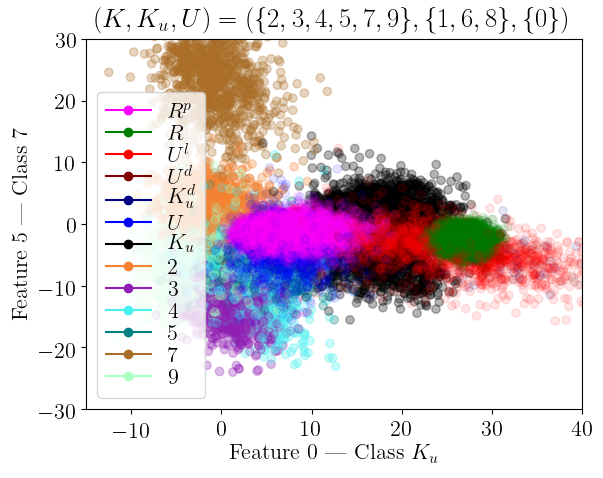 (K, K_u, U) = ({2, 3, 4, 5, 7, 9}, {1, 6, 8}, {0})
30
20
10
0
−10
−20
−30
Feature 5 — Class 7
R^p
R
U^l
U^d
K_u^d
U
K_u
2
3
4
5
7
9
−10
0
10
20
30
40
Feature 0 — Class K_u